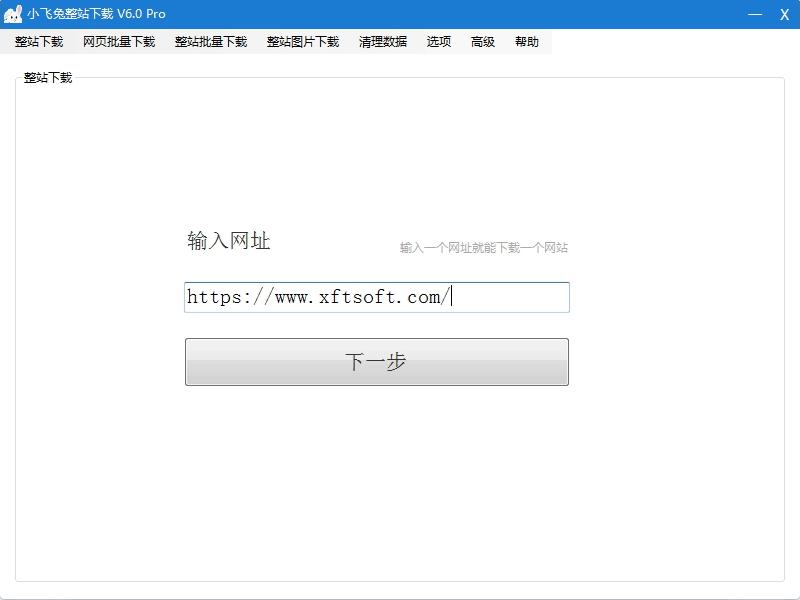 小飞兔整站下载 V6.0 Pro
整站下载 网页批量下载 整站批量下载 整站图片下载 清理数据 选项 高级 帮助
整站下载
输入网址 输入一个网址就能下载一个网站
https://www.xftsoft.com/
下一步